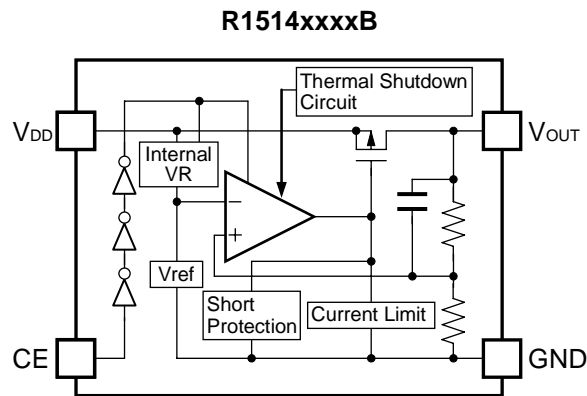 R1514xxxxB
Thermal Shutdown
Circuit
VDD
VOUT
Internal
VR
−
+
Vref
Short
Protection
Current Limit
CE
GND